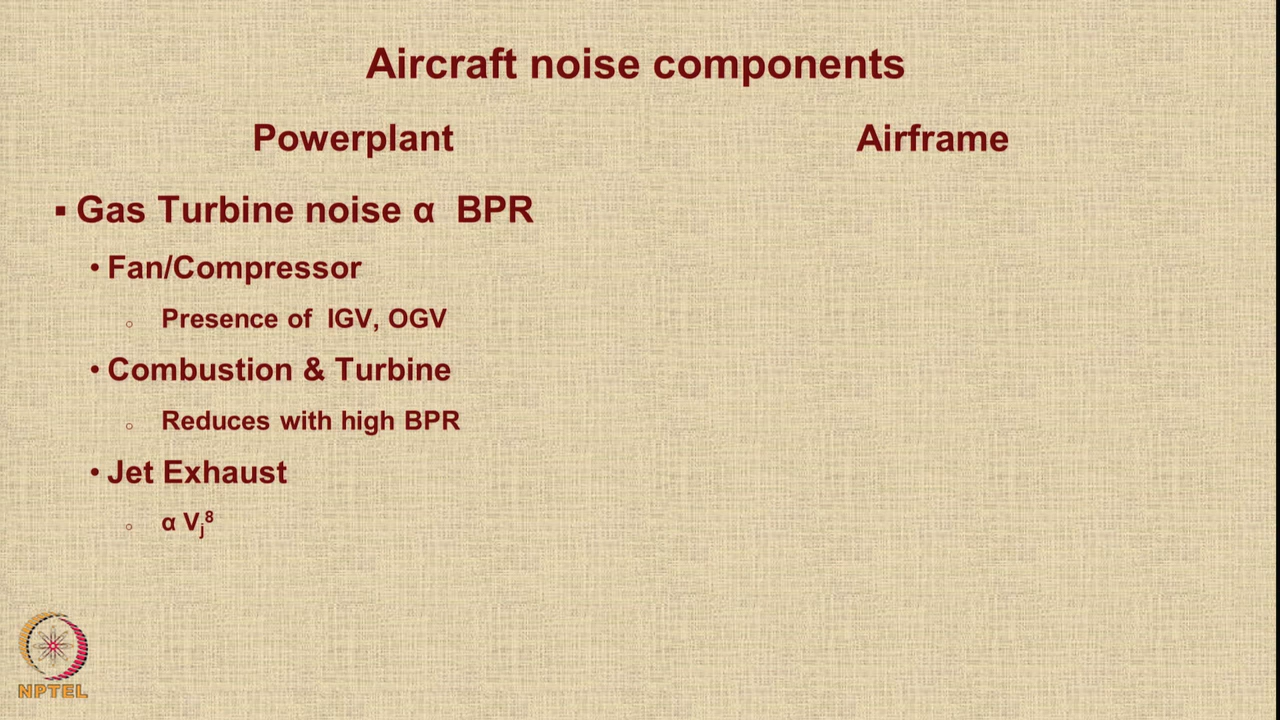 Aircraft noise components
Powerplant
Airframe
▪ Gas Turbine noise α BPR
• Fan/Compressor
○ Presence of IGV, OGV
• Combustion & Turbine
○ Reduces with high BPR
• Jet Exhaust
○ α Vⱼ⁸
NPTEL